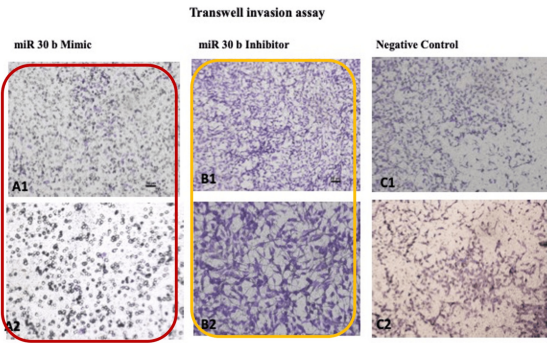 Transwell invasion assay
miR 30 b Mimic
miR 30 b Inhibitor
Negative Control
A1
B1
C1
A2
B2
C2